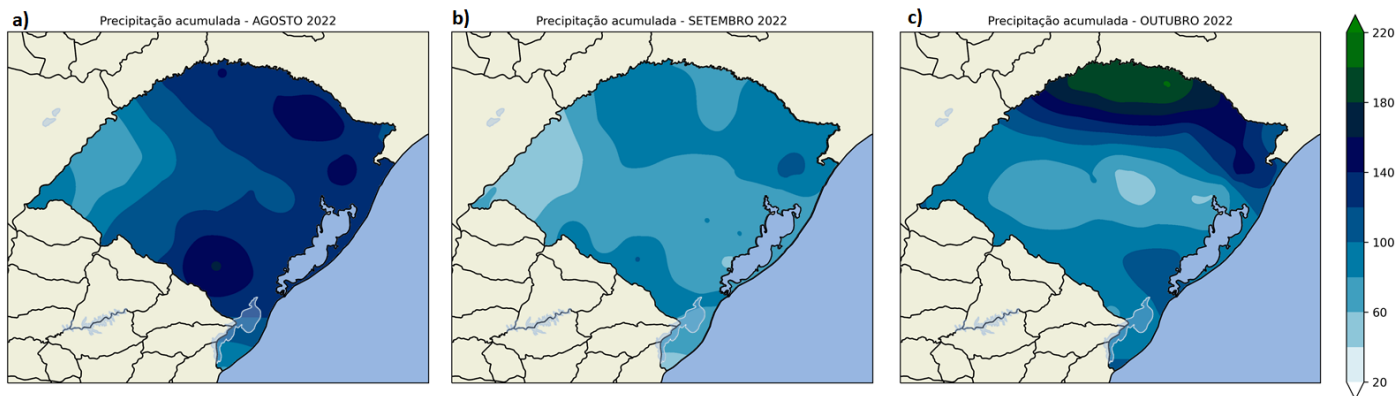 a)
Precipitação acumulada - AGOSTO 2022
b)
Precipitação acumulada - SETEMBRO 2022
c)
Precipitação acumulada - OUTUBRO 2022
220
180
140
100
60
20